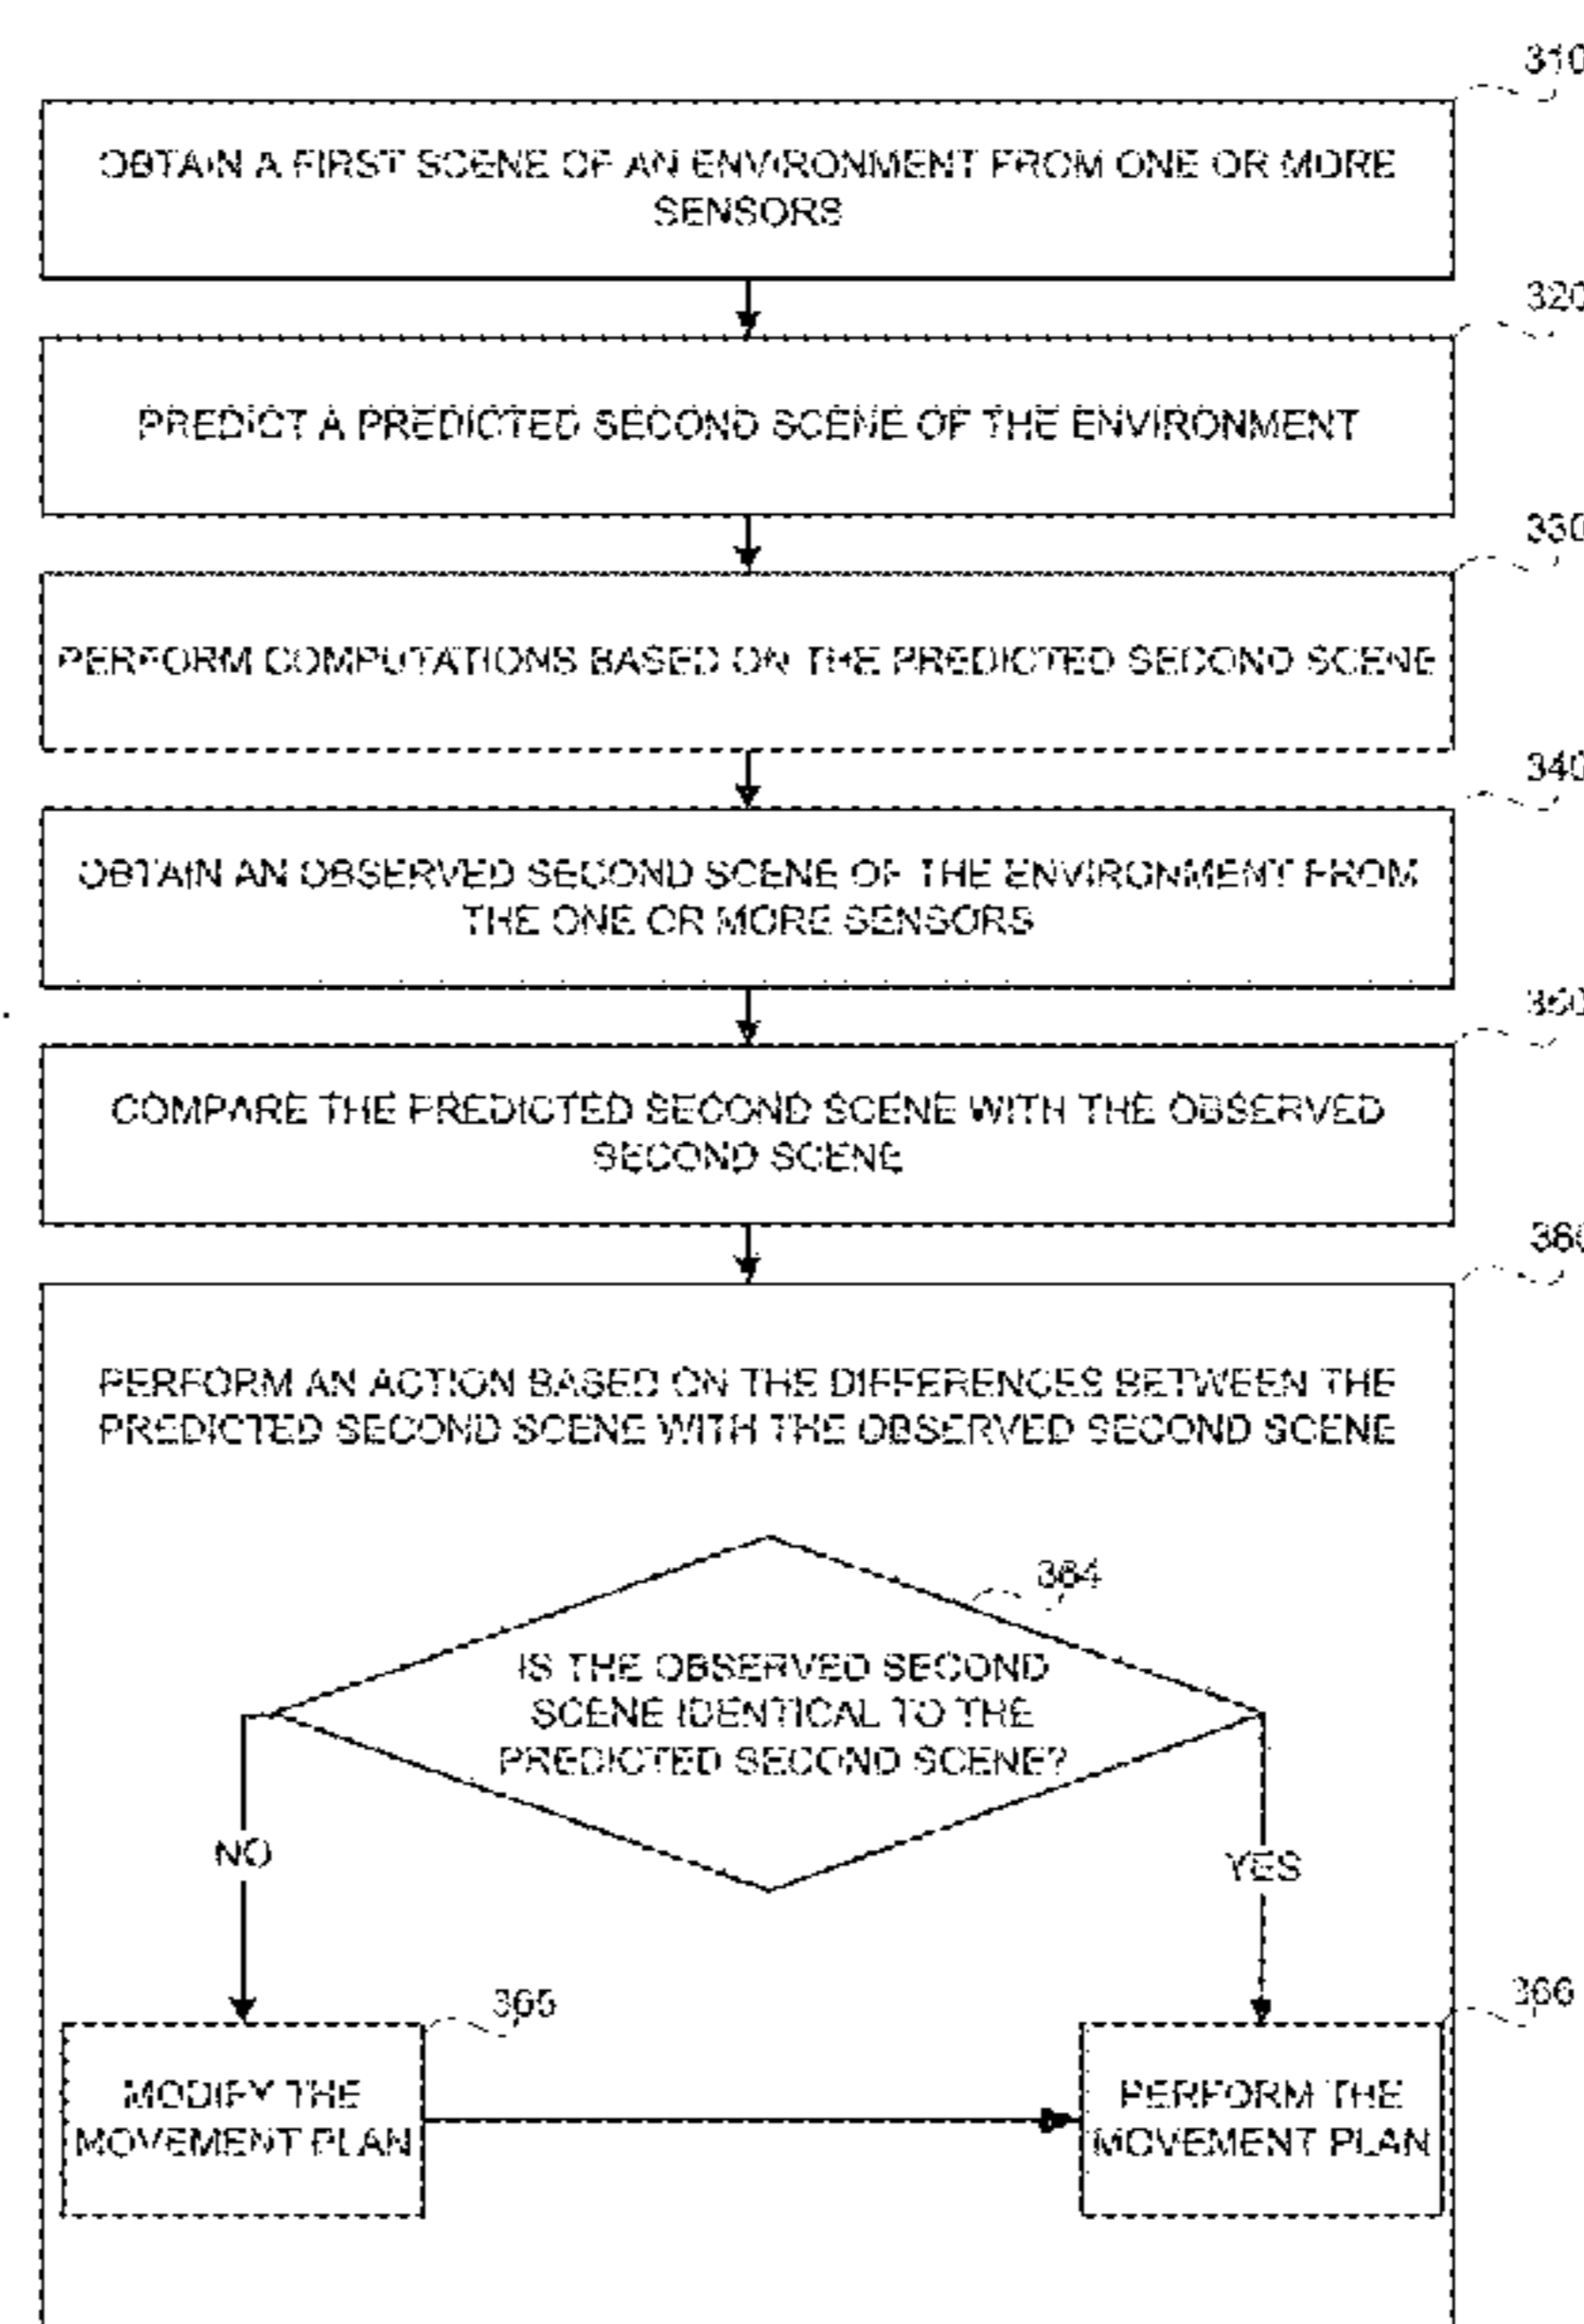 310
OBTAIN A FIRST SCENE OF AN ENVIRONMENT FROM ONE OR MORE
SENSORS
320
PREDICT A PREDICTED SECOND SCENE OF THE ENVIRONMENT
330
PERFORM COMPUTATIONS BASED ON THE PREDICTED SECOND SCENE
340
OBTAIN AN OBSERVED SECOND SCENE OF THE ENVIRONMENT FROM
THE ONE OR MORE SENSORS
350
COMPARE THE PREDICTED SECOND SCENE WITH THE OBSERVED
SECOND SCENE
360
PERFORM AN ACTION BASED ON THE DIFFERENCES BETWEEN THE
PREDICTED SECOND SCENE WITH THE OBSERVED SECOND SCENE
364
IS THE OBSERVED SECOND
SCENE IDENTICAL TO THE
PREDICTED SECOND SCENE?
NO
YES
365
366
MODIFY THE
MOVEMENT PLAN
PERFORM THE
MOVEMENT PLAN